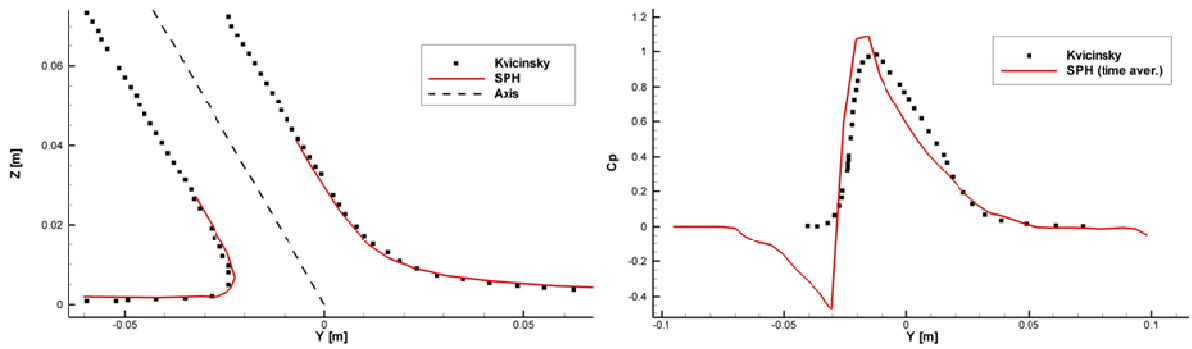 Z [m]
0.06
0.04
0.02
0
-0.05
0
0.05
Y [m]
Kvicinsky
SPH
Axis
Cp
1.2
1
0.8
0.6
0.4
0.2
0
-0.2
-0.4
-0.1
-0.05
0
0.05
0.1
Y [m]
Kvicinsky
SPH (time aver.)